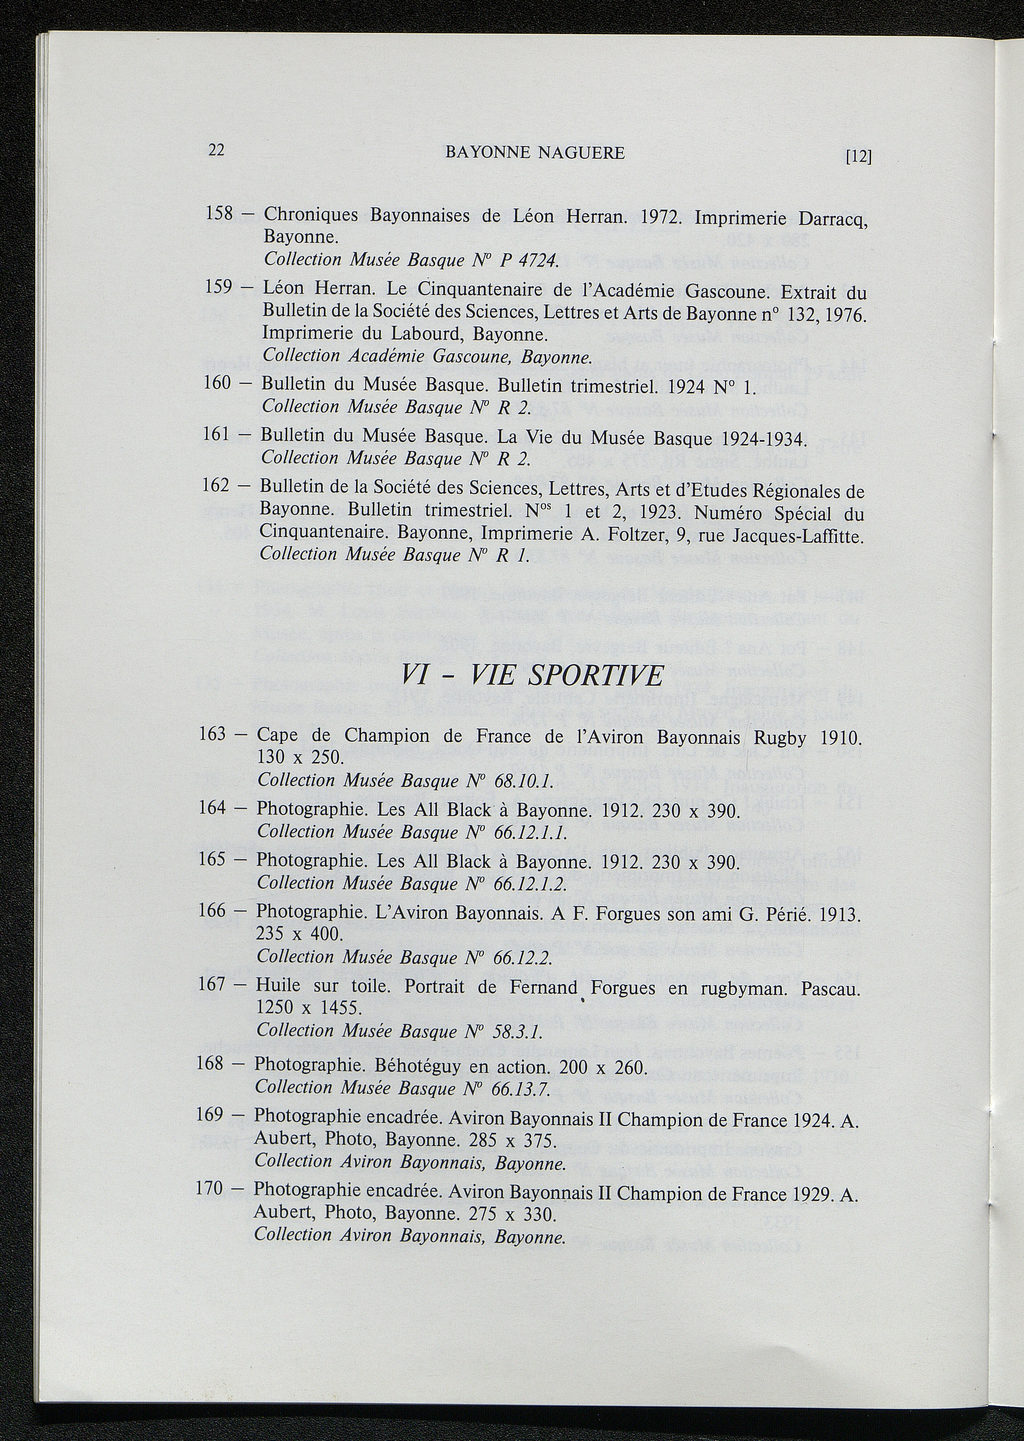 22 BAYONNE NAGUERE [12]
158 — Chroniques Bayonnaises de Léon Herran. 1972. Imprimerie Darracq,
Bayonne.
Collection Musée Basque N° P 4724.
159 — Léon Herran. Le Cinquantenaire de l'Académie Gascoune. Extrait du
Bulletin de la Société des Sciences, Lettres et Arts de Bayonne n° 132, 1976.
Imprimerie du Labourd, Bayonne.
Collection Académie Gascoune, Bayonne.
160 — Bulletin du Musée Basque. Bulletin trimestriel. 1924 N° 1.
Collection Musée Basque N° R 2.
161 — Bulletin du Musée Basque. La Vie du Musée Basque 1924-1934.
Collection Musée Basque N° R 2.
162 — Bulletin de la Société des Sciences, Lettres, Arts et d'Etudes Régionales de
Bayonne. Bulletin trimestriel. Nos 1 et 2, 1923. Numéro Spécial du
Cinquantenaire. Bayonne, Imprimerie A. Foltzer, 9, rue Jacques-Laffitte.
Collection Musée Basque N° R 1.
VI - VIE SPORTIVE
163 — Cape de Champion de France de l'Aviron Bayonnais Rugby 1910.
130 x 250.
Collection Musée Basque N° 68.10.1.
164 — Photographie. Les All Black à Bayonne. 1912. 230 x 390.
Collection Musée Basque N° 66.12.1.1.
165 — Photographie. Les All Black à Bayonne. 1912. 230 x 390.
Collection Musée Basque N° 66.12.1.2.
166 — Photographie. L'Aviron Bayonnais. A F. Forgues son ami G. Périé. 1913.
235 x 400.
Collection Musée Basque N° 66.12.2.
167 — Huile sur toile. Portrait de Fernand Forgues en rugbyman. Pascau.
1250 x 1455.
Collection Musée Basque N° 58.3.1.
168 — Photographie. Béhotéguy en action. 200 x 260.
Collection Musée Basque N° 66.13.7.
169 — Photographie encadrée. Aviron Bayonnais II Champion de France 1924. A.
Aubert, Photo, Bayonne. 285 x 375.
Collection Aviron Bayonnais, Bayonne.
170 — Photographie encadrée. Aviron Bayonnais II Champion de France 1929. A.
Aubert, Photo, Bayonne. 275 x 330.
Collection Aviron Bayonnais, Bayonne.